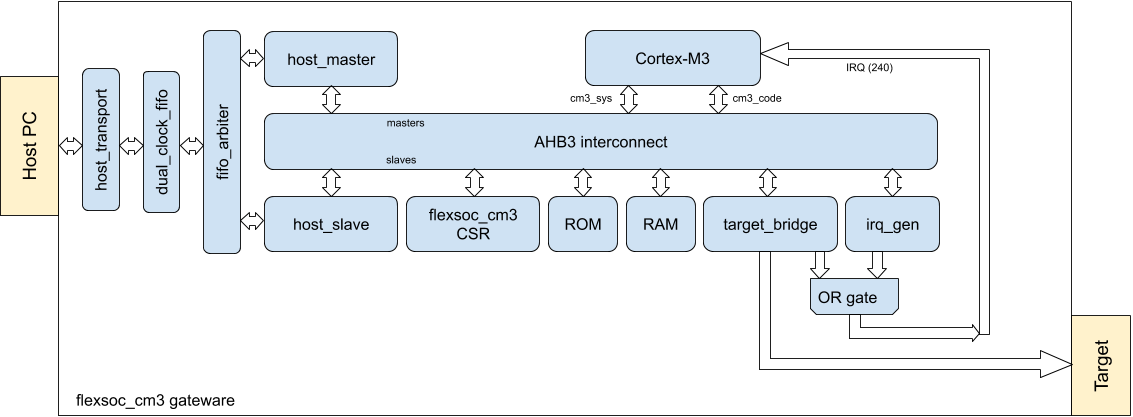 Host PC
host_transport
dual_clock_fifo
fifo_arbiter
host_master
Cortex-M3
IRQ (240)
cm3_sys
cm3_code
masters
AHB3 interconnect
slaves
host_slave
flexsoc_cm3
CSR
ROM
RAM
target_bridge
irq_gen
OR gate
Target
flexsoc_cm3 gateware